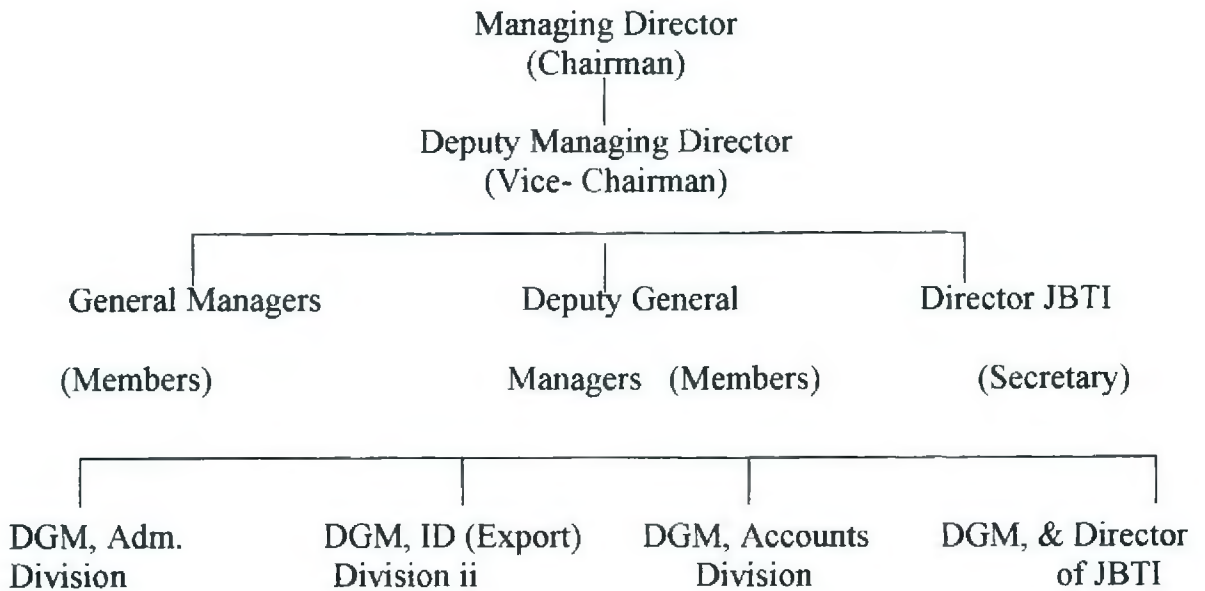 Managing Director
(Chairman)
Deputy Managing Director
(Vice- Chairman)
General Managers
Deputy General
Director JBTI
(Members)
Managers (Members)
(Secretary)
DGM, Adm.
Division
DGM, ID (Export)
Division ii
DGM, Accounts
Division
DGM, & Director
of JBTI